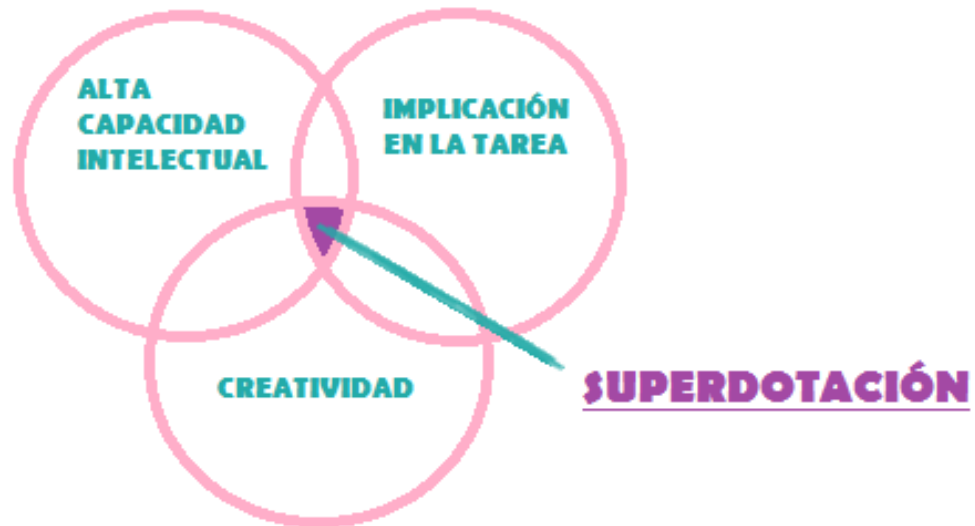 ALTA
CAPACIDAD
INTELECTUAL
IMPLICACIÓN
EN LA TAREA
CREATIVIDAD
SUPERDOTACIÓN